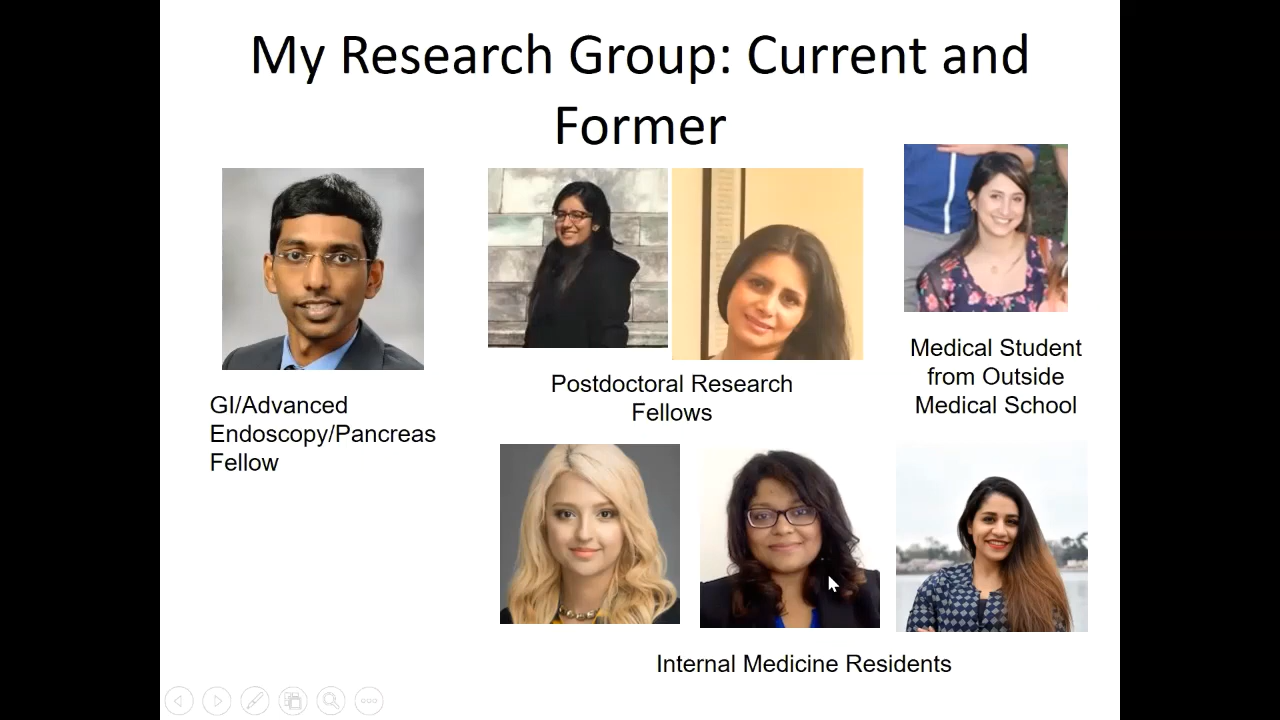 My Research Group: Current and
Former
GI/Advanced
Endoscopy/Pancreas
Fellow
Postdoctoral Research
Fellows
Medical Student
from Outside
Medical School
Internal Medicine Residents